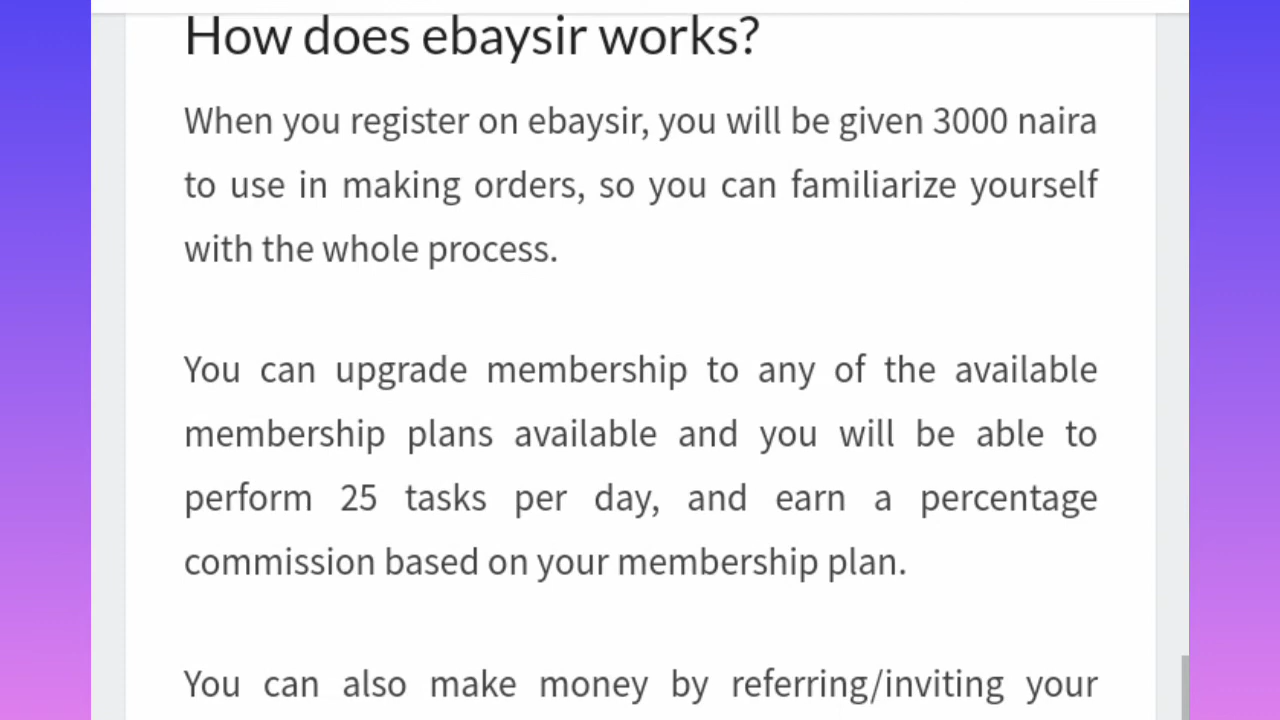 How does ebaysir works?
When you register on ebaysir, you will be given 3000 naira
to use in making orders, so you can familiarize yourself
with the whole process.
You can upgrade membership to any of the available
membership plans available and you will be able to
perform 25 tasks per day, and earn a percentage
commission based on your membership plan.
You can also make money by referring/inviting your